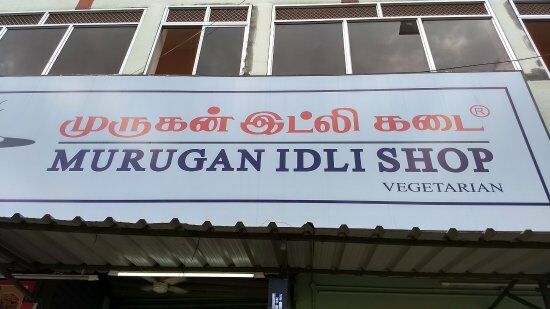 முருகன் இட்லி கடை ®
MURUGAN IDLI SHOP
VEGETARIAN